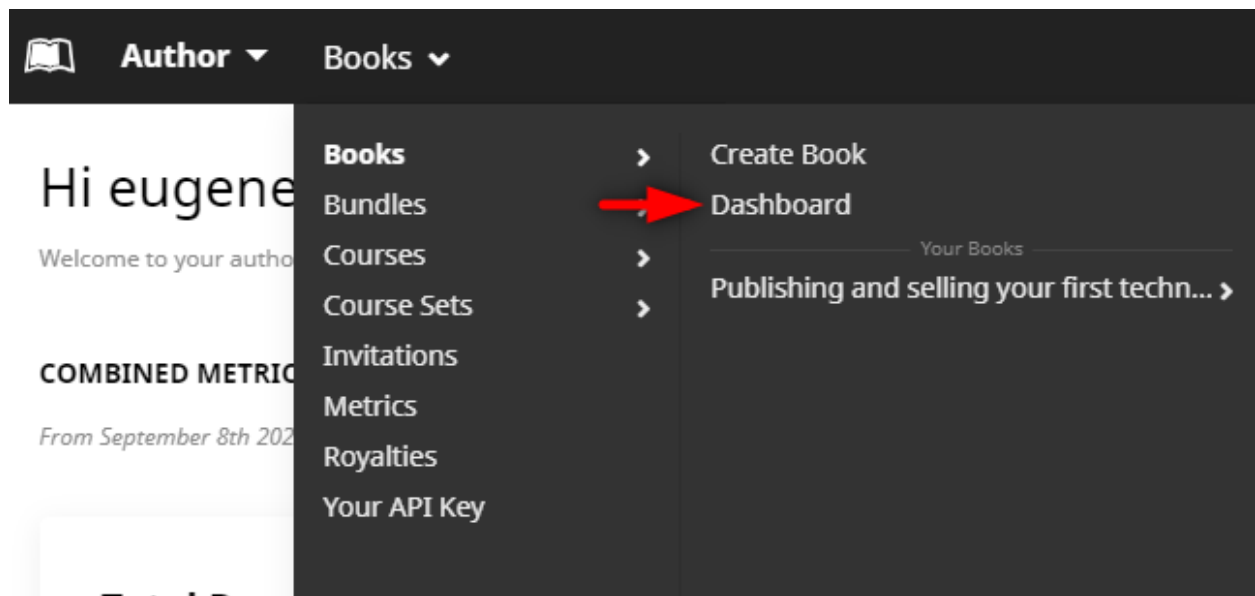 Author Books
Hi eugene
Welcome to your autho
COMBINED METRIC
From September 8th 202
Books
Bundles
Courses
Course Sets
Invitations
Metrics
Royalties
Your API Key
Create Book
Dashboard
Your Books
Publishing and selling your first techn...